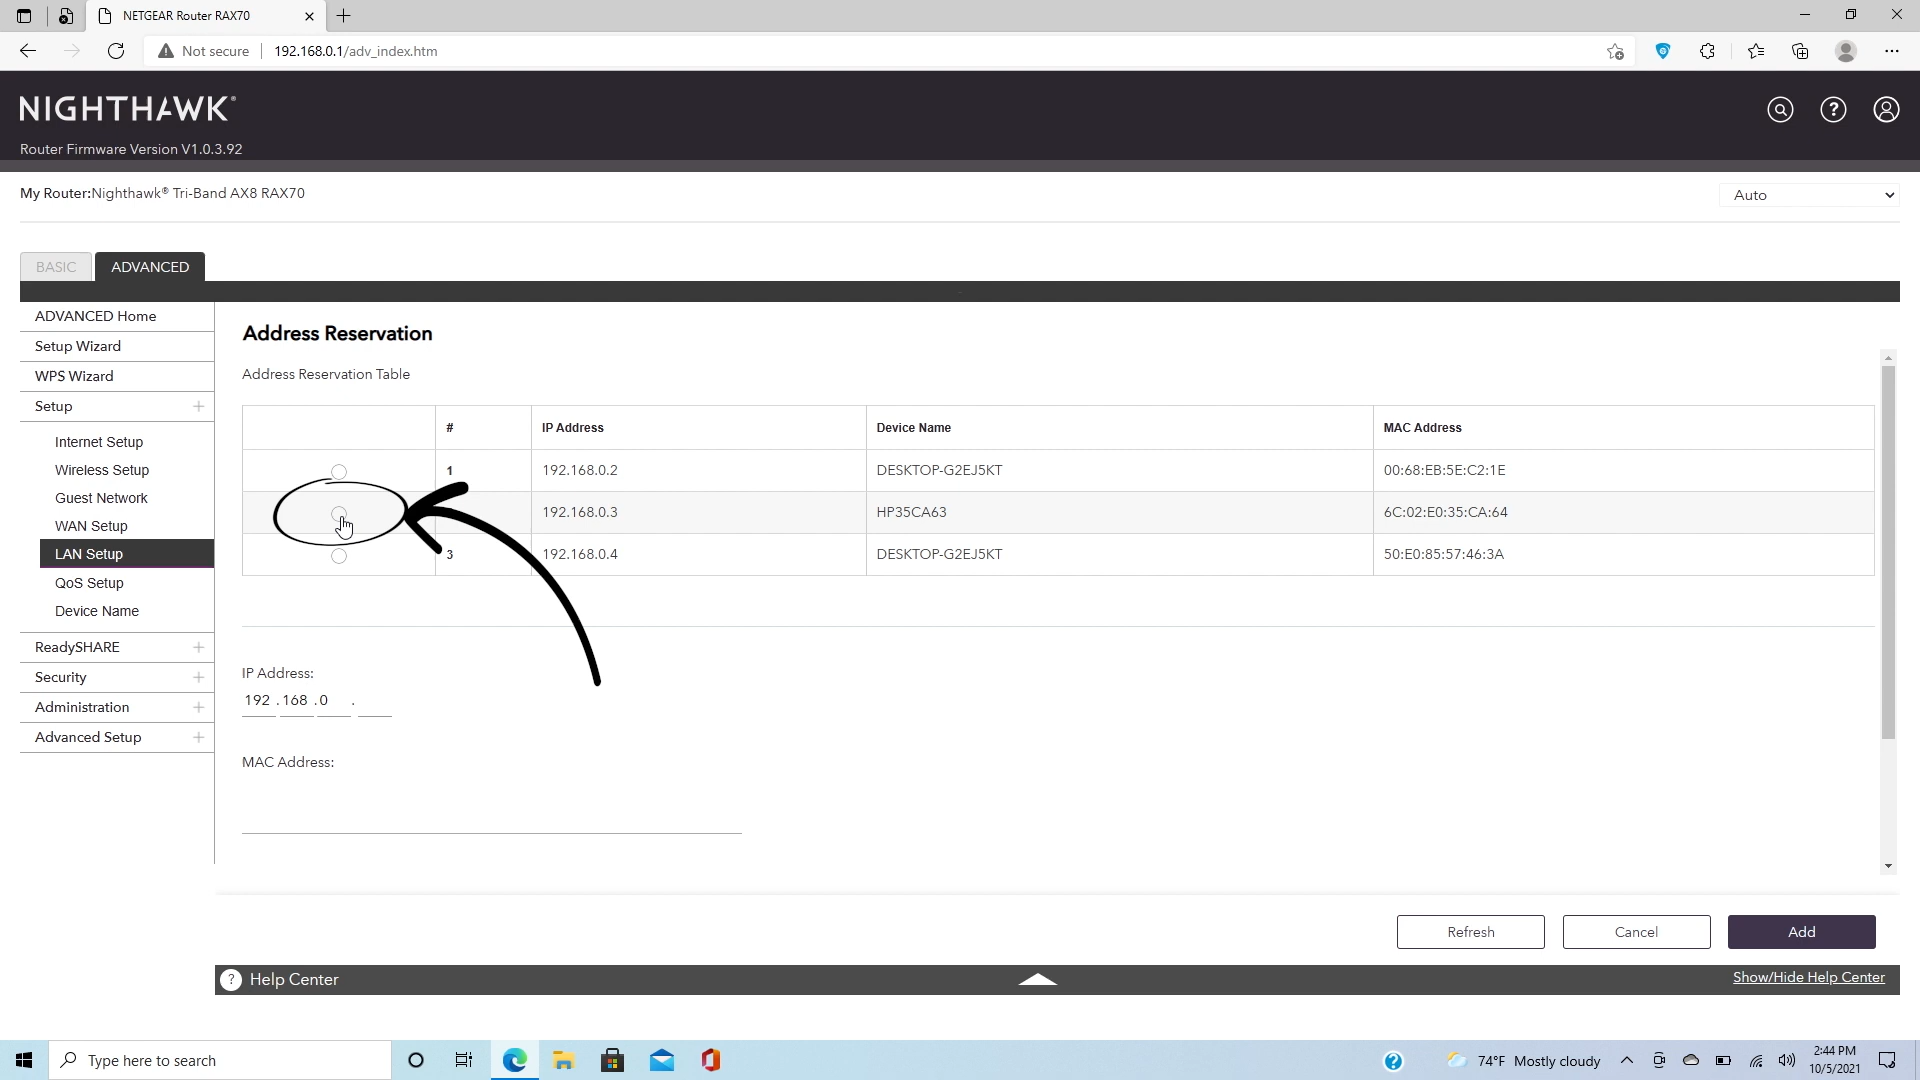 NETGEAR Router RAX70
Not secure
192.168.0.1/adv_index.htm
NIGHTHAWK®
Router Firmware Version V1.0.3.92
My Router:Nighthawk® Tri-Band AX8 RAX70
Auto
BASIC
ADVANCED
ADVANCED Home
Setup Wizard
WPS Wizard
Setup
Internet Setup
Wireless Setup
Guest Network
WAN Setup
LAN Setup
QoS Setup
Device Name
ReadySHARE
Security
Administration
Advanced Setup
Address Reservation
Address Reservation Table
# IP Address Device Name MAC Address
1 192.168.0.2 DESKTOP-G2EJ5KT 00:68:EB:5E:C2:1E
192.168.0.3 HP35CA63 6C:02:E0:35:CA:64
3 192.168.0.4 DESKTOP-G2EJ5KT 50:E0:85:57:46:3A
IP Address:
192 . 168 . 0 .
MAC Address:
Refresh
Cancel
Add
? Help Center
Show/Hide Help Center
Type here to search
74°F Mostly cloudy
2:44 PM
10/5/2021